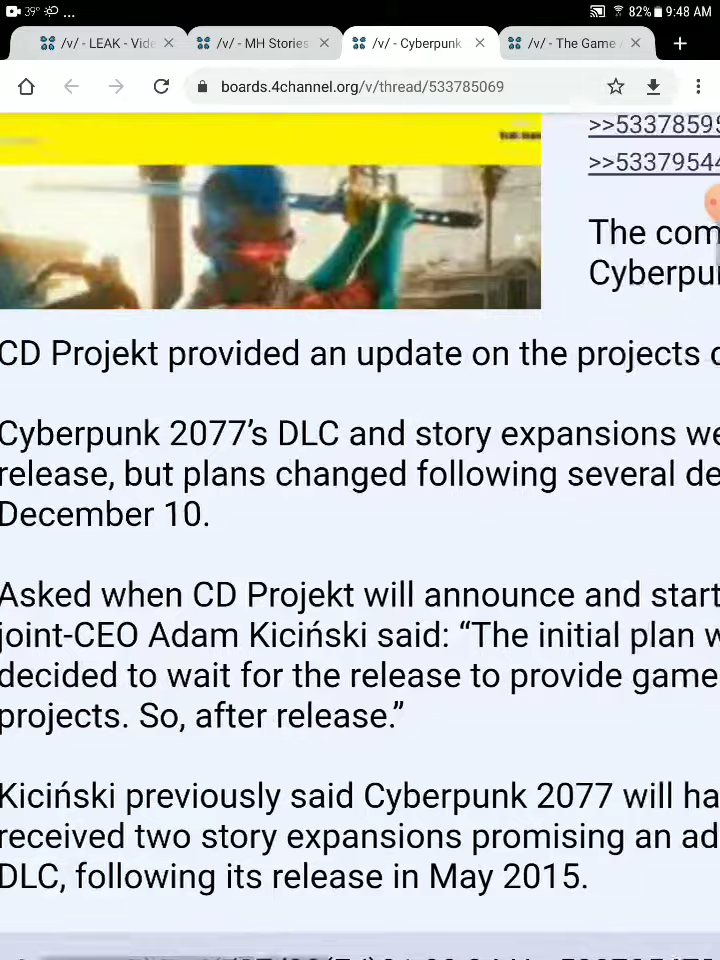 39°
...
82%
9:48 AM
/v/ - LEAK - Vide
/v/ - MH Stories
/v/ - Cyberpunk
/v/ - The Game
boards.4channel.org/v/thread/533785069
The com
Cyberpu
CD Projekt provided an update on the projects
Cyberpunk 2077’s DLC and story expansions we
release, but plans changed following several de
December 10.
Asked when CD Projekt will announce and start
joint-CEO Adam Kiciński said: “The initial plan w
decided to wait for the release to provide game
projects. So, after release.”
Kiciński previously said Cyberpunk 2077 will ha
received two story expansions promising an ad
DLC, following its release in May 2015.